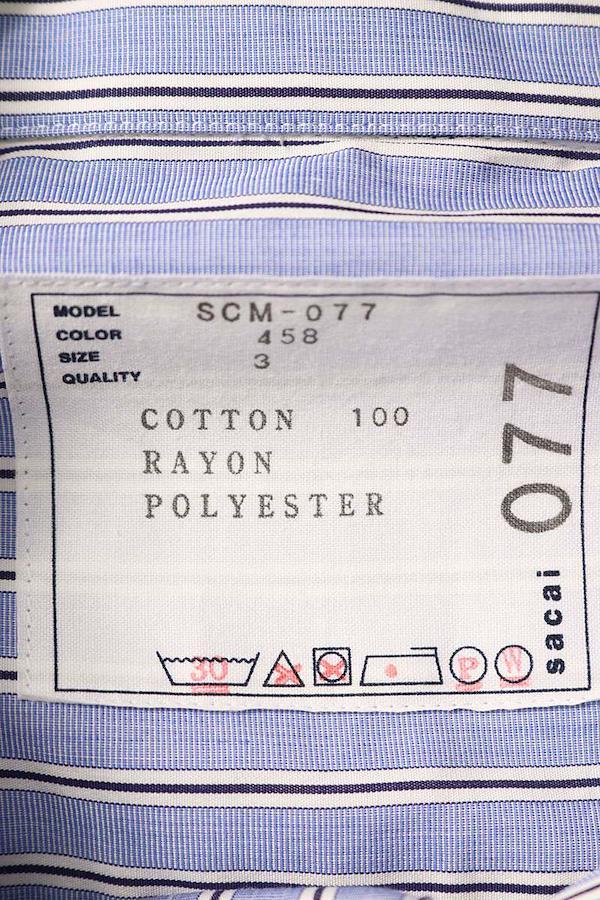 MODEL SCM-077
COLOR 458
SIZE 3
QUALITY
COTTON 100
RAYON
POLYESTER
077
sacai
30
P
W